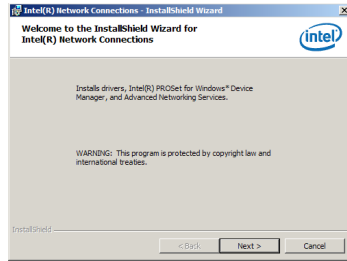 Intel(R) Network Connections - InstallShield Wizard
Welcome to the InstallShield Wizard for
Intel(R) Network Connections
intel
Installs drivers, Intel(R) PROSet for Windows* Device
Manager, and Advanced Networking Services.
WARNING: This program is protected by copyright law and
international treaties.
InstallShield
< Back
Next >
Cancel